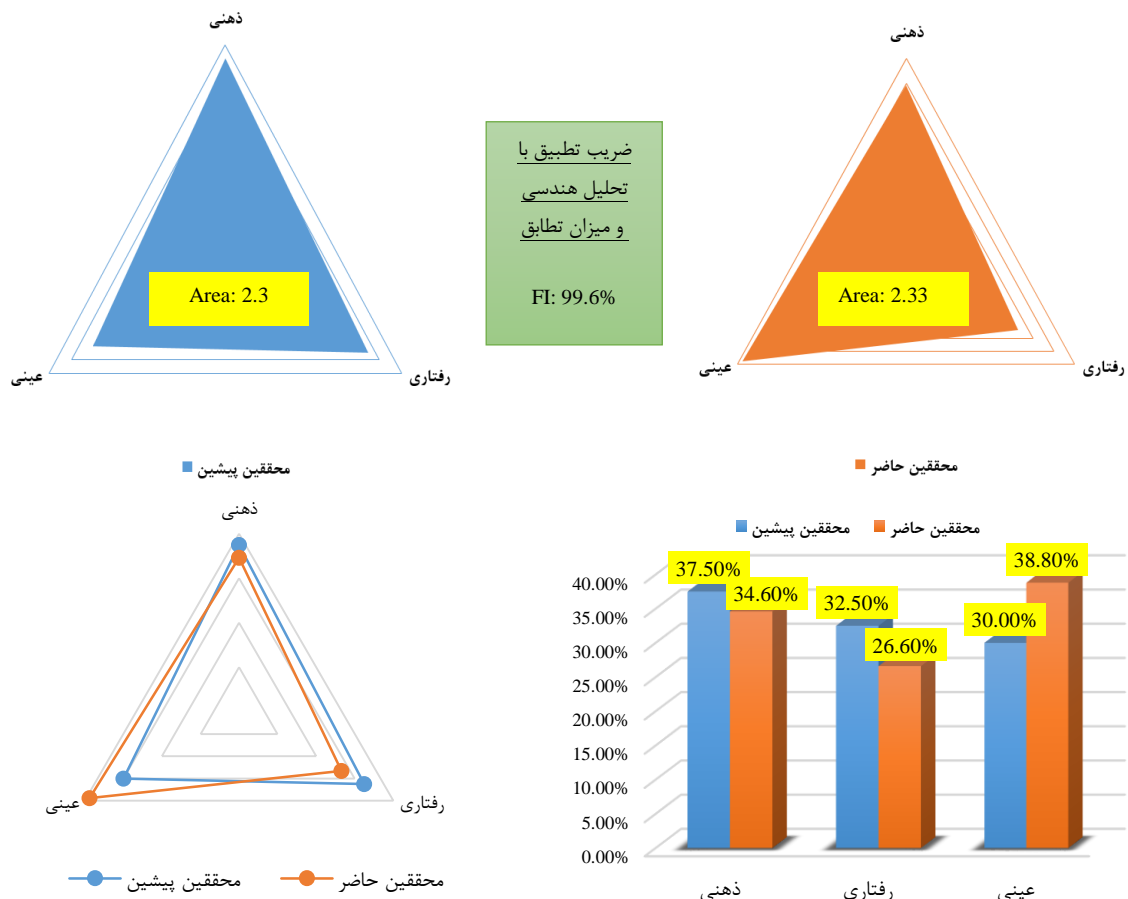 ذهنی
Area: 2.3
عینی
رفتاری
محققین پیشین
ضریب تطبیق با
تحلیل هندسی
و میزان تطابق
FI: 99.6%
ذهنی
Area: 2.33
عینی
رفتاری
محققین حاضر
ذهنی
عینی
رفتاری
محققین پیشین
محققین حاضر
محققین پیشین
محققین حاضر
40.00%
35.00%
30.00%
25.00%
20.00%
15.00%
10.00%
5.00%
0.00%
37.50%
34.60%
32.50%
26.60%
30.00%
38.80%
ذهنی
رفتاری
عینی